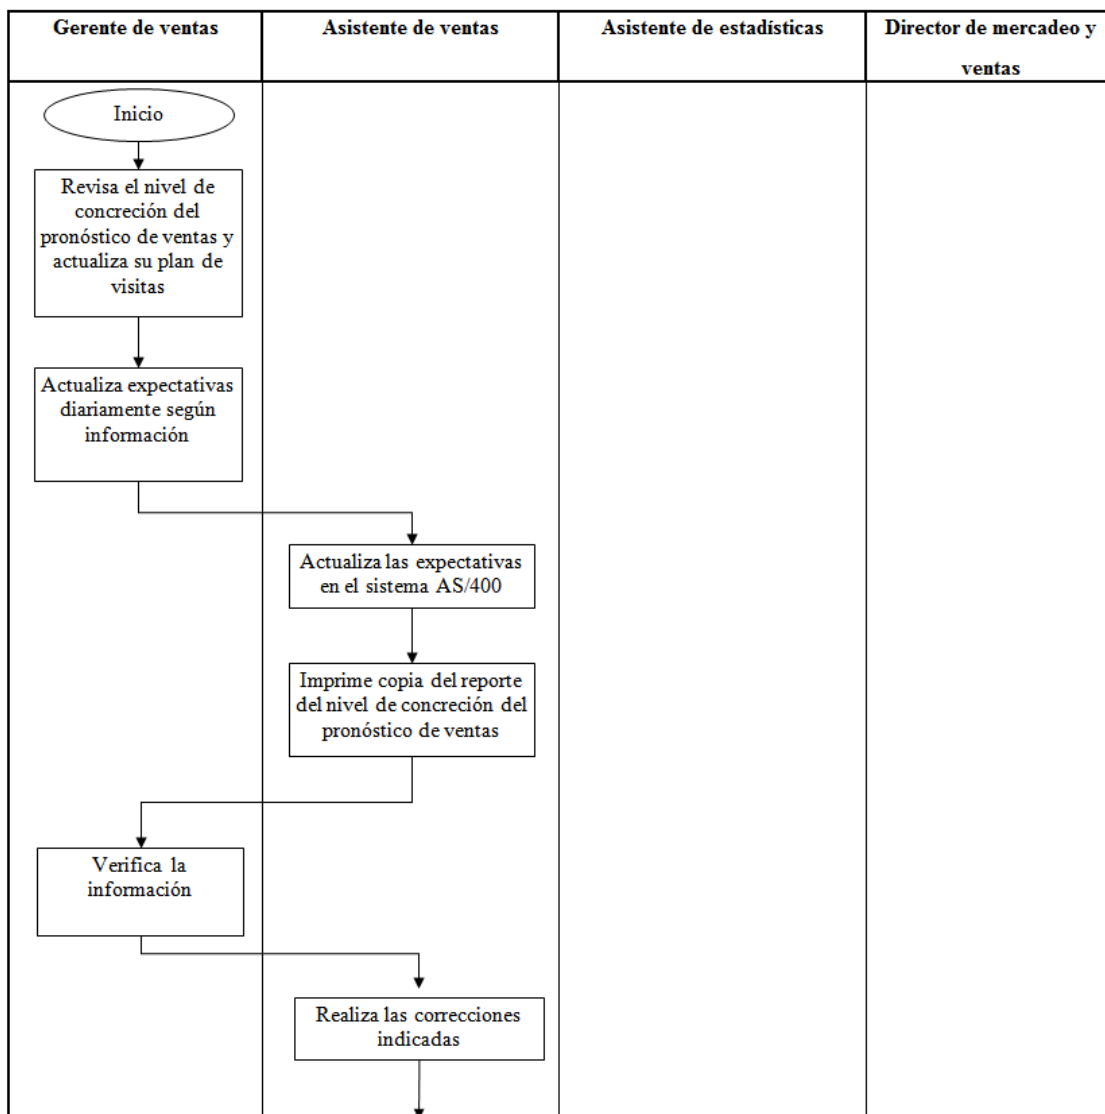 Gerente de ventas
Asistente de ventas
Asistente de estadísticas
Director de mercadeo y
ventas
Inicio
Revisa el nivel de
concreción del
pronóstico de ventas y
actualiza su plan de
visitas
Actualiza expectativas
diariamente según
información
Actualiza las expectativas
en el sistema AS/400
Imprime copia del reporte
del nivel de concreción del
pronóstico de ventas
Verifica la
información
Realiza las correcciones
indicadas